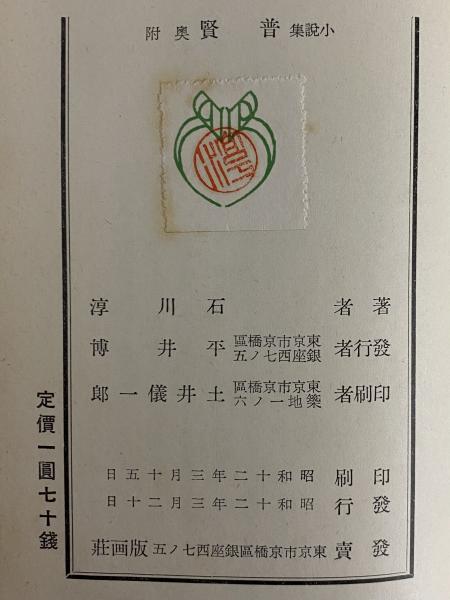 小說集 普賢 奧附
淳
著者 石川淳
發行者 東京市京橋區銀座西七ノ五 平井博
印刷者 東京市京橋區築地一ノ六 土井儀一郎
印刷 昭和十二年三月十五日
發行 昭和十二年三月二十日
發賣 東京市京橋區銀座西七ノ五 版画莊
定價一圓七十錢